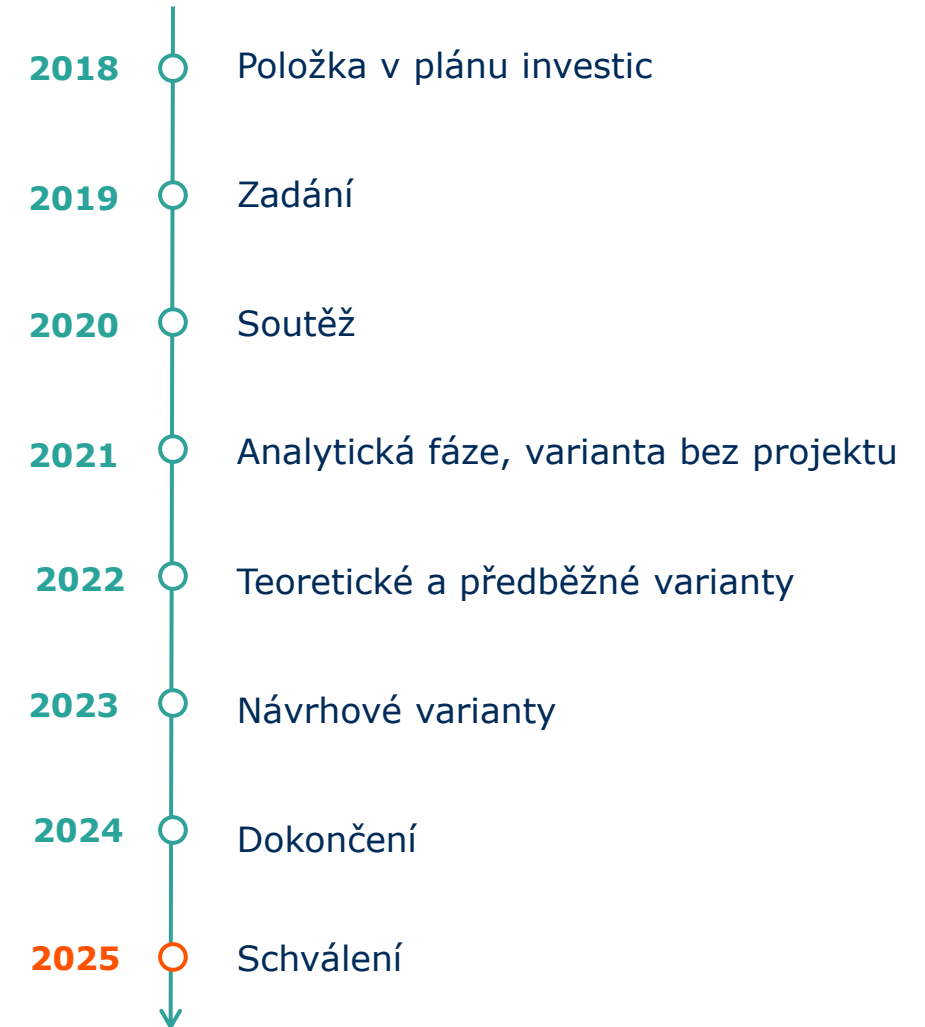 2018 Položka v plánu investic
2019 Zadání
2020 Soutěž
2021 Analytická fáze, varianta bez projektu
2022 Teoretické a předběžné varianty
2023 Návrhové varianty
2024 Dokončení
2025 Schválení